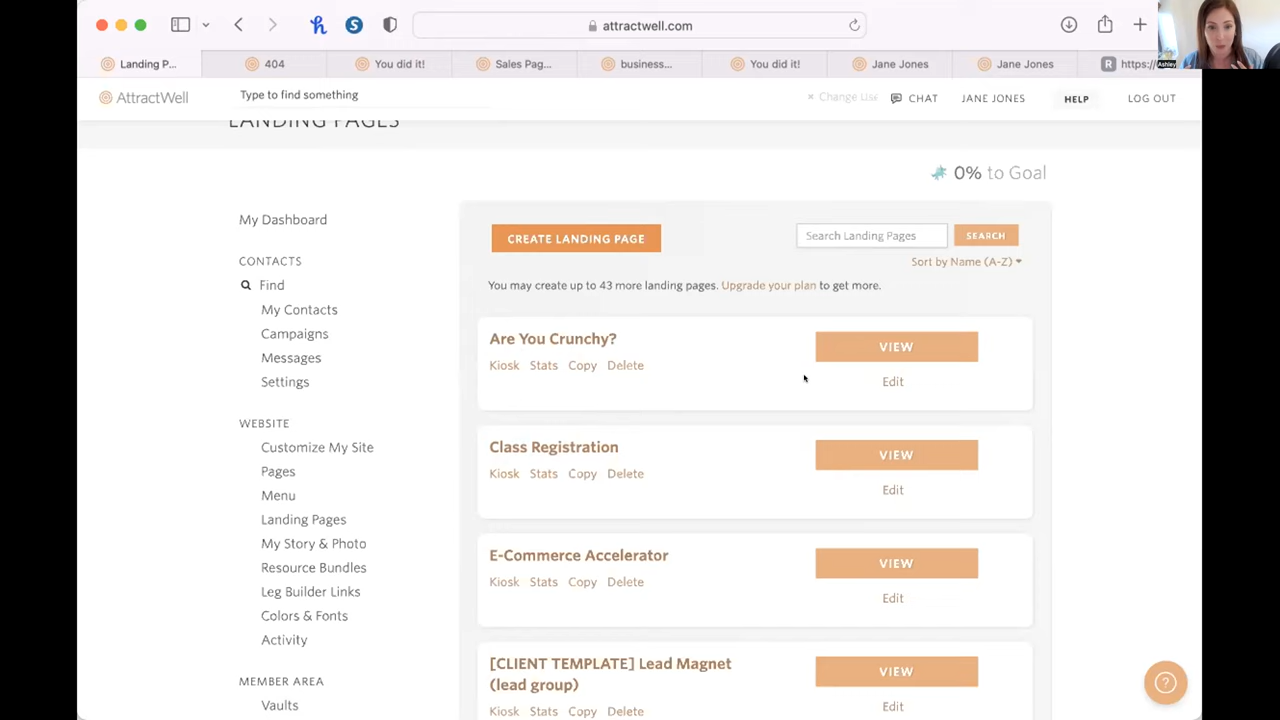 attractwell.com
Landing P...
404
You did it!
Sales Pag...
business...
You did it!
Jane Jones
Jane Jones
R https:/
Ashley
AttractWell
Type to find something
× Change Use
CHAT
JANE JONES
HELP
LOG OUT
LANDING PAGES
0% to Goal
My Dashboard
CONTACTS
Find
My Contacts
Campaigns
Messages
Settings
WEBSITE
Customize My Site
Pages
Menu
Landing Pages
My Story & Photo
Resource Bundles
Leg Builder Links
Colors & Fonts
Activity
MEMBER AREA
Vaults
CREATE LANDING PAGE
Search Landing Pages
SEARCH
Sort by Name (A-Z)
You may create up to 43 more landing pages. Upgrade your plan to get more.
Are You Crunchy?
VIEW
Kiosk Stats Copy Delete
Edit
Class Registration
VIEW
Kiosk Stats Copy Delete
Edit
E-Commerce Accelerator
VIEW
Kiosk Stats Copy Delete
Edit
[CLIENT TEMPLATE] Lead Magnet
(lead group)
VIEW
Kiosk Stats Copy Delete
Edit
?